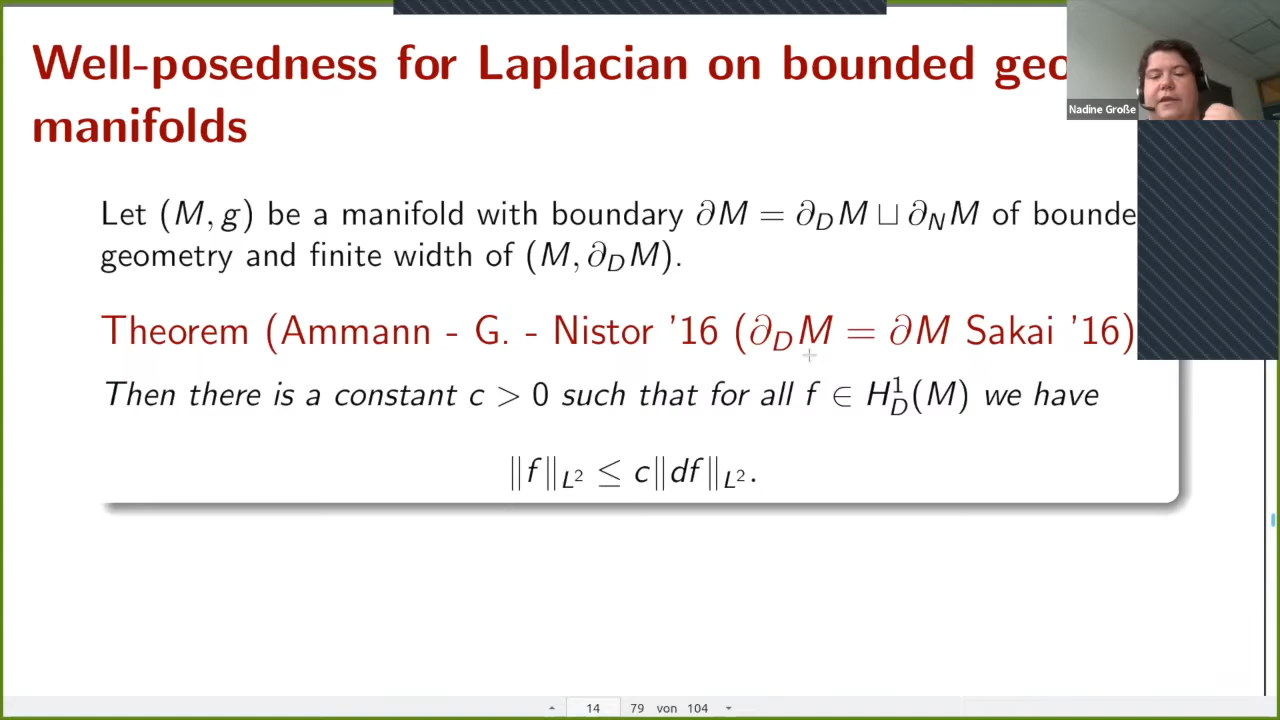 Well-posedness for Laplacian on bounded geo
manifolds
Nadine Große
Let (M, g) be a manifold with boundary ∂M = ∂_D M ⊔ ∂_N M of bounde
geometry and finite width of (M, ∂_D M).
Theorem (Ammann - G. - Nistor '16 (∂_D M = ∂M Sakai '16)
Then there is a constant c > 0 such that for all f ∈ H^1_D(M) we have
‖f‖_{L^2} ≤ c‖df‖_{L^2}.
14 79 von 104